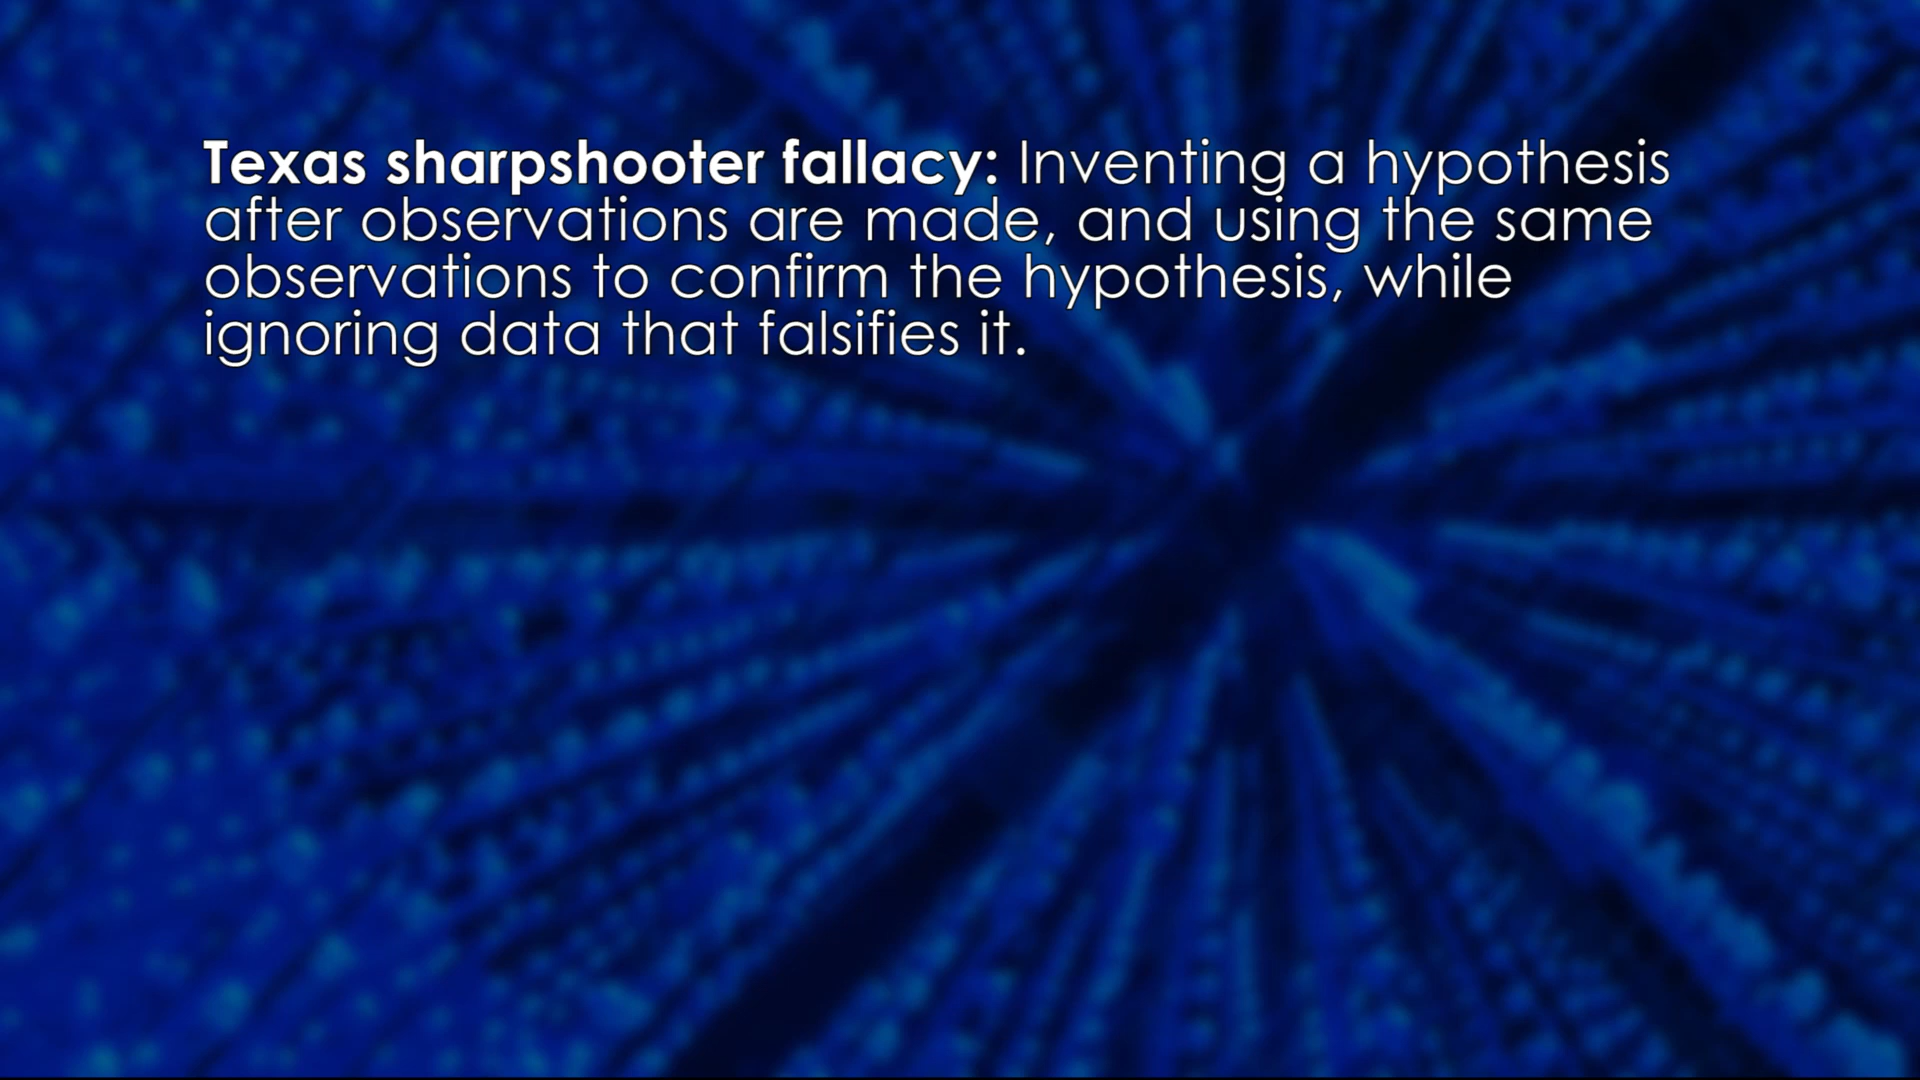 Texas sharpshooter fallacy: Inventing a hypothesis
after observations are made, and using the same
observations to confirm the hypothesis, while
ignoring data that falsifies it.